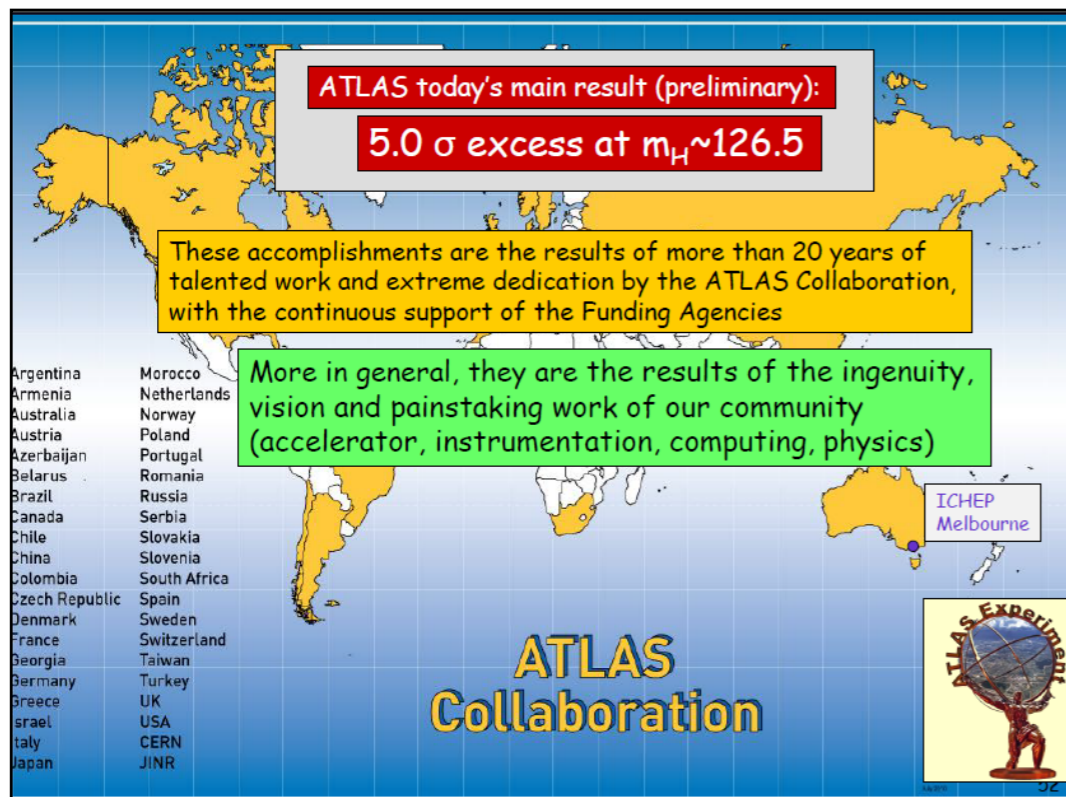 ATLAS today's main result (preliminary):
5.0 σ excess at mH~126.5
These accomplishments are the results of more than 20 years of
talented work and extreme dedication by the ATLAS Collaboration,
with the continuous support of the Funding Agencies
More in general, they are the results of the ingenuity,
vision and painstaking work of our community
(accelerator, instrumentation, computing, physics)
Argentina
Armenia
Australia
Austria
Azerbaijan
Belarus
Brazil
Canada
Chile
China
Colombia
Czech Republic
Denmark
France
Georgia
Germany
Greece
Israel
Italy
Japan
Morocco
Netherlands
Norway
Poland
Portugal
Romania
Russia
Serbia
Slovakia
Slovenia
South Africa
Spain
Sweden
Switzerland
Taiwan
Turkey
UK
USA
CERN
JINR
ICHEP
Melbourne
ATLAS
Collaboration
ATLAS Experiment
52